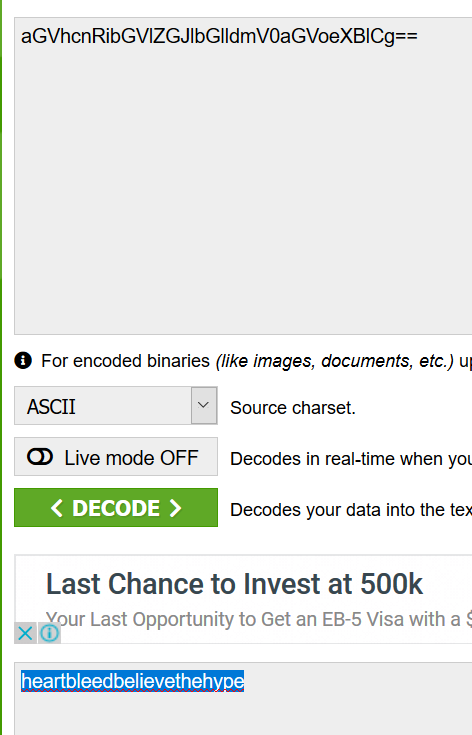 aGVhcnRibGVlZGJlbGlldmV0aGVoeXBlCg==
For encoded binaries (like images, documents, etc.) up
ASCII
Source charset.
Live mode OFF
Decodes in real-time when you
< DECODE >
Decodes your data into the tex
Last Chance to Invest at 500k
Your Last Opportunity to Get an EB-5 Visa with a $
heartbleedbelievethehype